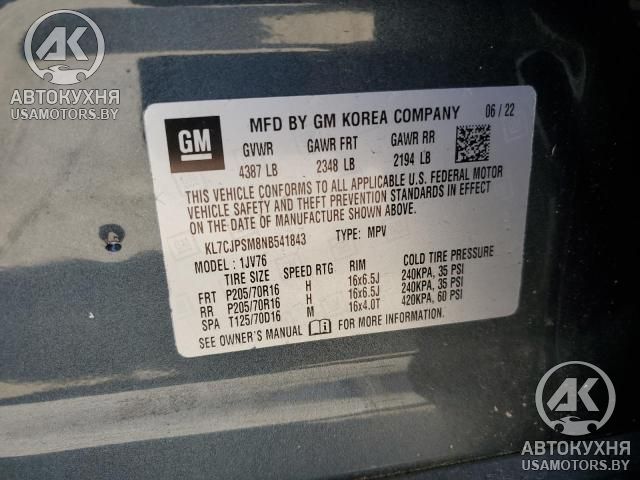 AK
АВТОКУХНЯ
USAMOTORS.BY
GM
MFD BY GM KOREA COMPANY 06/22
GVWR GAWR FRT GAWR RR
4387 LB 2348 LB 2194 LB
THIS VEHICLE CONFORMS TO ALL APPLICABLE U.S. FEDERAL MOTOR
VEHICLE SAFETY AND THEFT PREVENTION STANDARDS IN EFFECT
ON THE DATE OF MANUFACTURE SHOWN ABOVE.
KL7CJPSM8NB541843 TYPE: MPV
MODEL: 1JV76
TIRE SIZE SPEED RTG RIM COLD TIRE PRESSURE
FRT P205/70R16 H 16x6.5J 240KPA, 35 PSI
RR P205/70R16 H 16x6.5J 240KPA, 35 PSI
SPA T125/70D16 M 16x4.0T 420KPA, 60 PSI
SEE OWNER'S MANUAL FOR MORE INFORMATION.
AK
АВТОКУХНЯ
USAMOTORS.BY